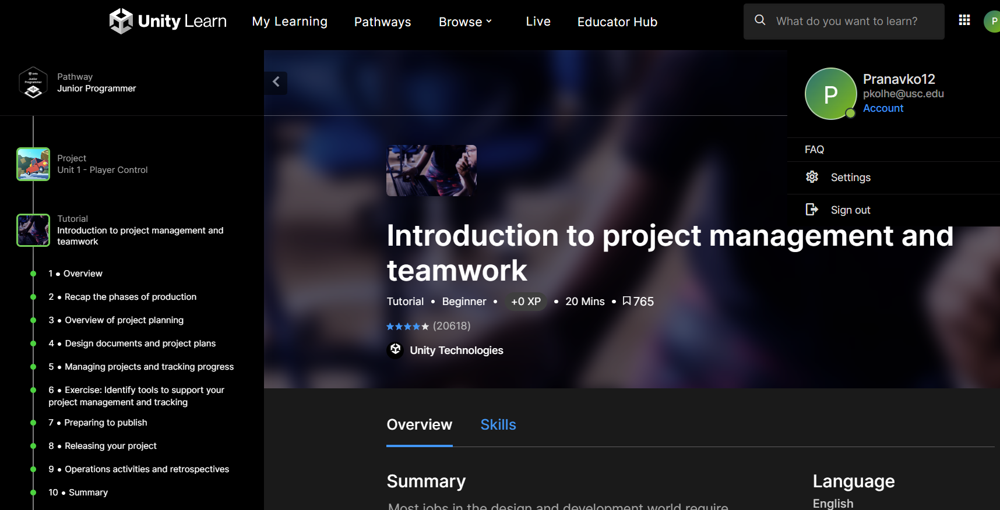 Unity Learn
My Learning
Pathways
Browse
Live
Educator Hub
What do you want to learn?
P
Unity
Junior
Programmer
Pathway
Junior Programmer
P
Pranavko12
pkolhe@usc.edu
Account
FAQ
Settings
Sign out
Project
Unit 1 - Player Control
Tutorial
Introduction to project management and
teamwork
1 • Overview
2 • Recap the phases of production
3 • Overview of project planning
4 • Design documents and project plans
5 • Managing projects and tracking progress
6 • Exercise: Identify tools to support your
project management and tracking
7 • Preparing to publish
8 • Releasing your project
9 • Operations activities and retrospectives
10 • Summary
Introduction to project management and
teamwork
Tutorial • Beginner • +0 XP • 20 Mins • 765
(20618)
Unity Technologies
Overview
Skills
Summary
Most jobs in the design and development world require
Language
English